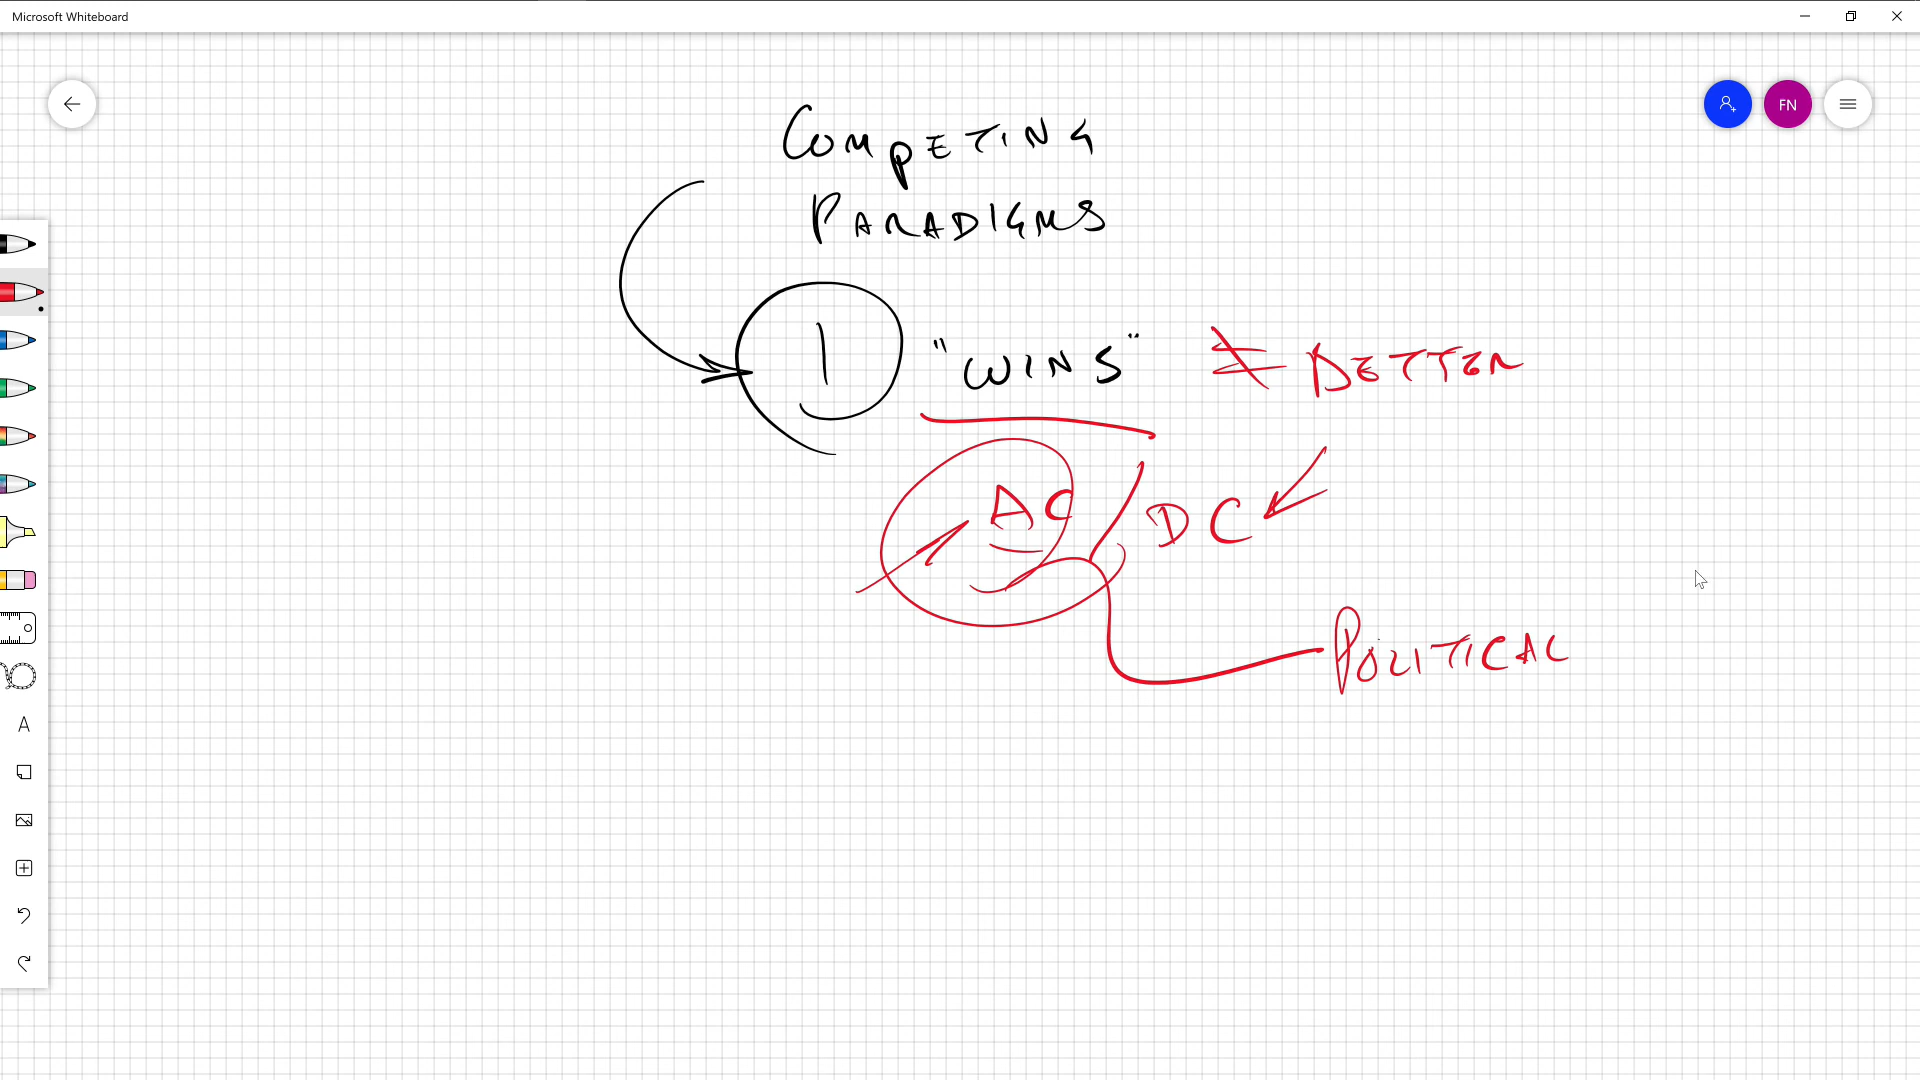 Microsoft Whiteboard
FN
COMPETING
PARADIGMS
1 "WINS" ≠ BETTER
AC / DC
POLITICAL
A